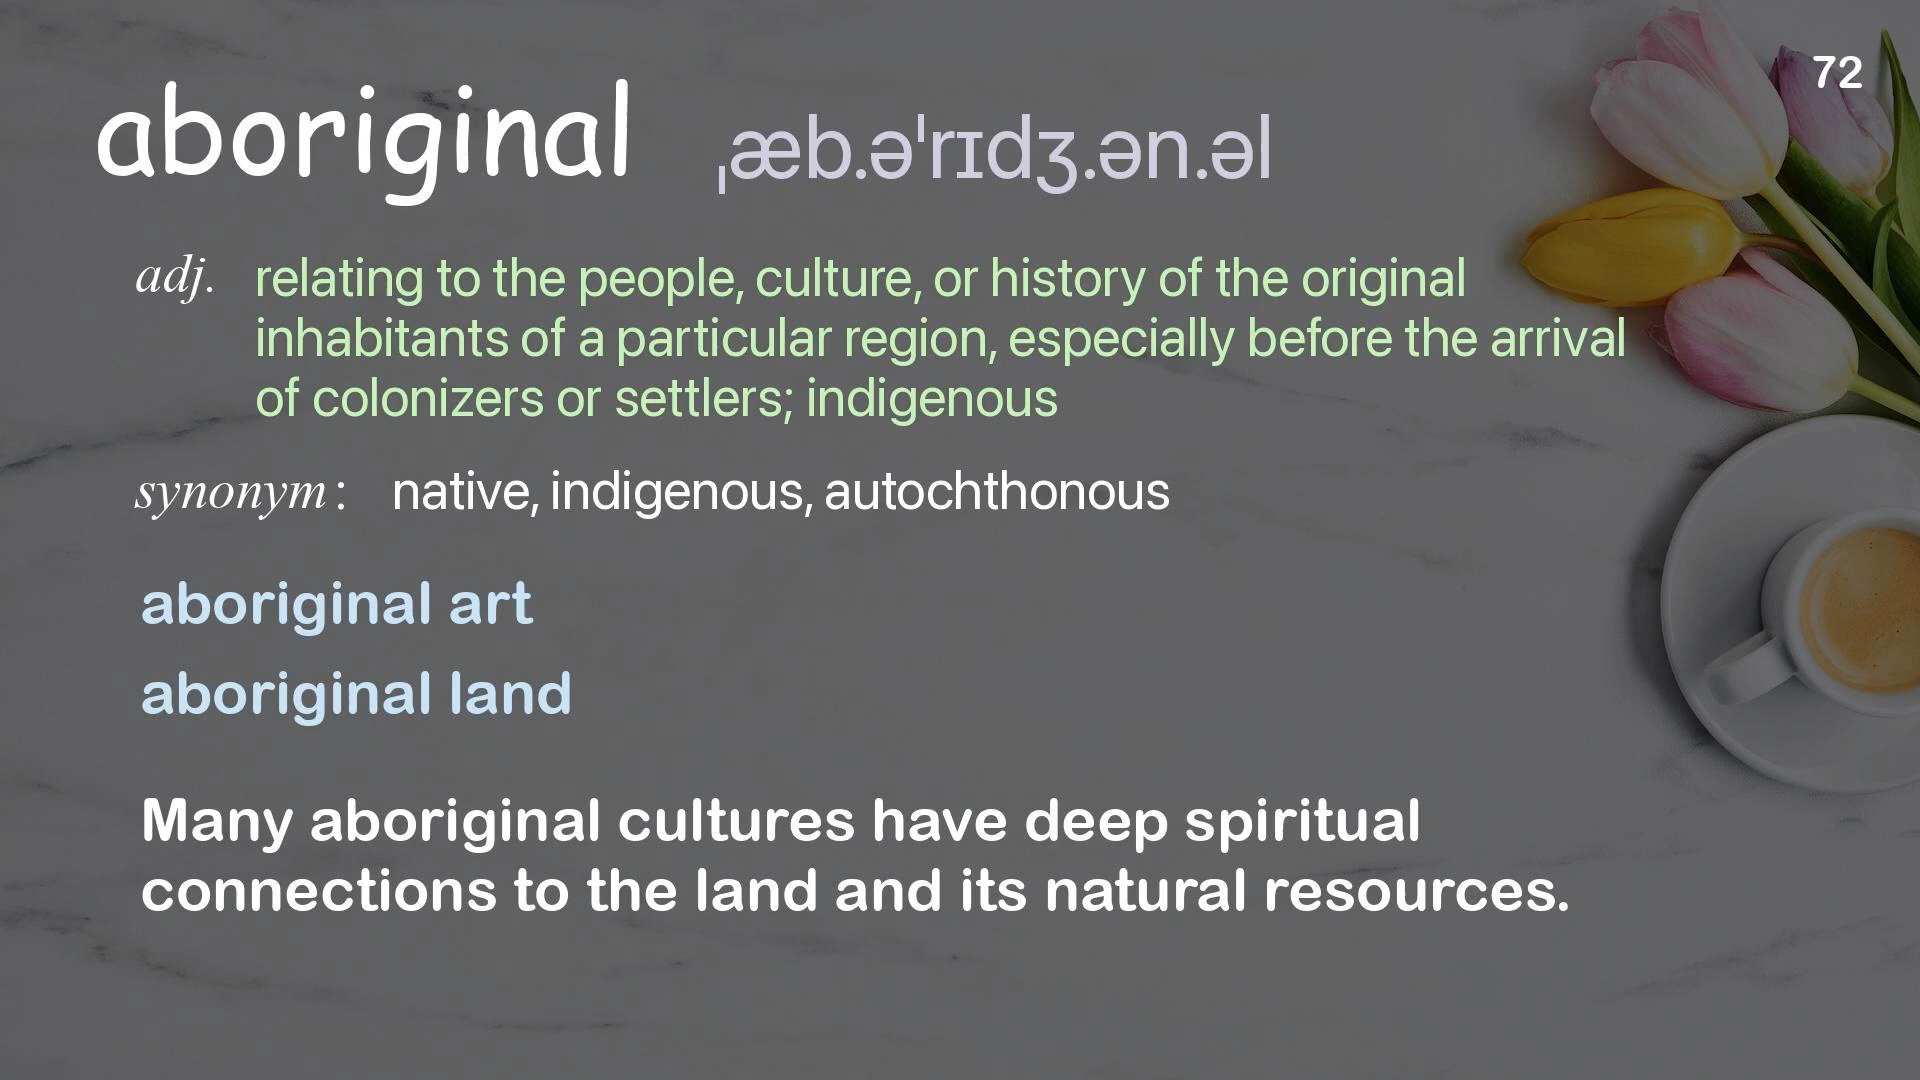 72
aboriginal ˌæb.əˈrɪdʒ.ən.əl
adj. relating to the people, culture, or history of the original
inhabitants of a particular region, especially before the arrival
of colonizers or settlers; indigenous
synonym : native, indigenous, autochthonous
aboriginal art
aboriginal land
Many aboriginal cultures have deep spiritual
connections to the land and its natural resources.